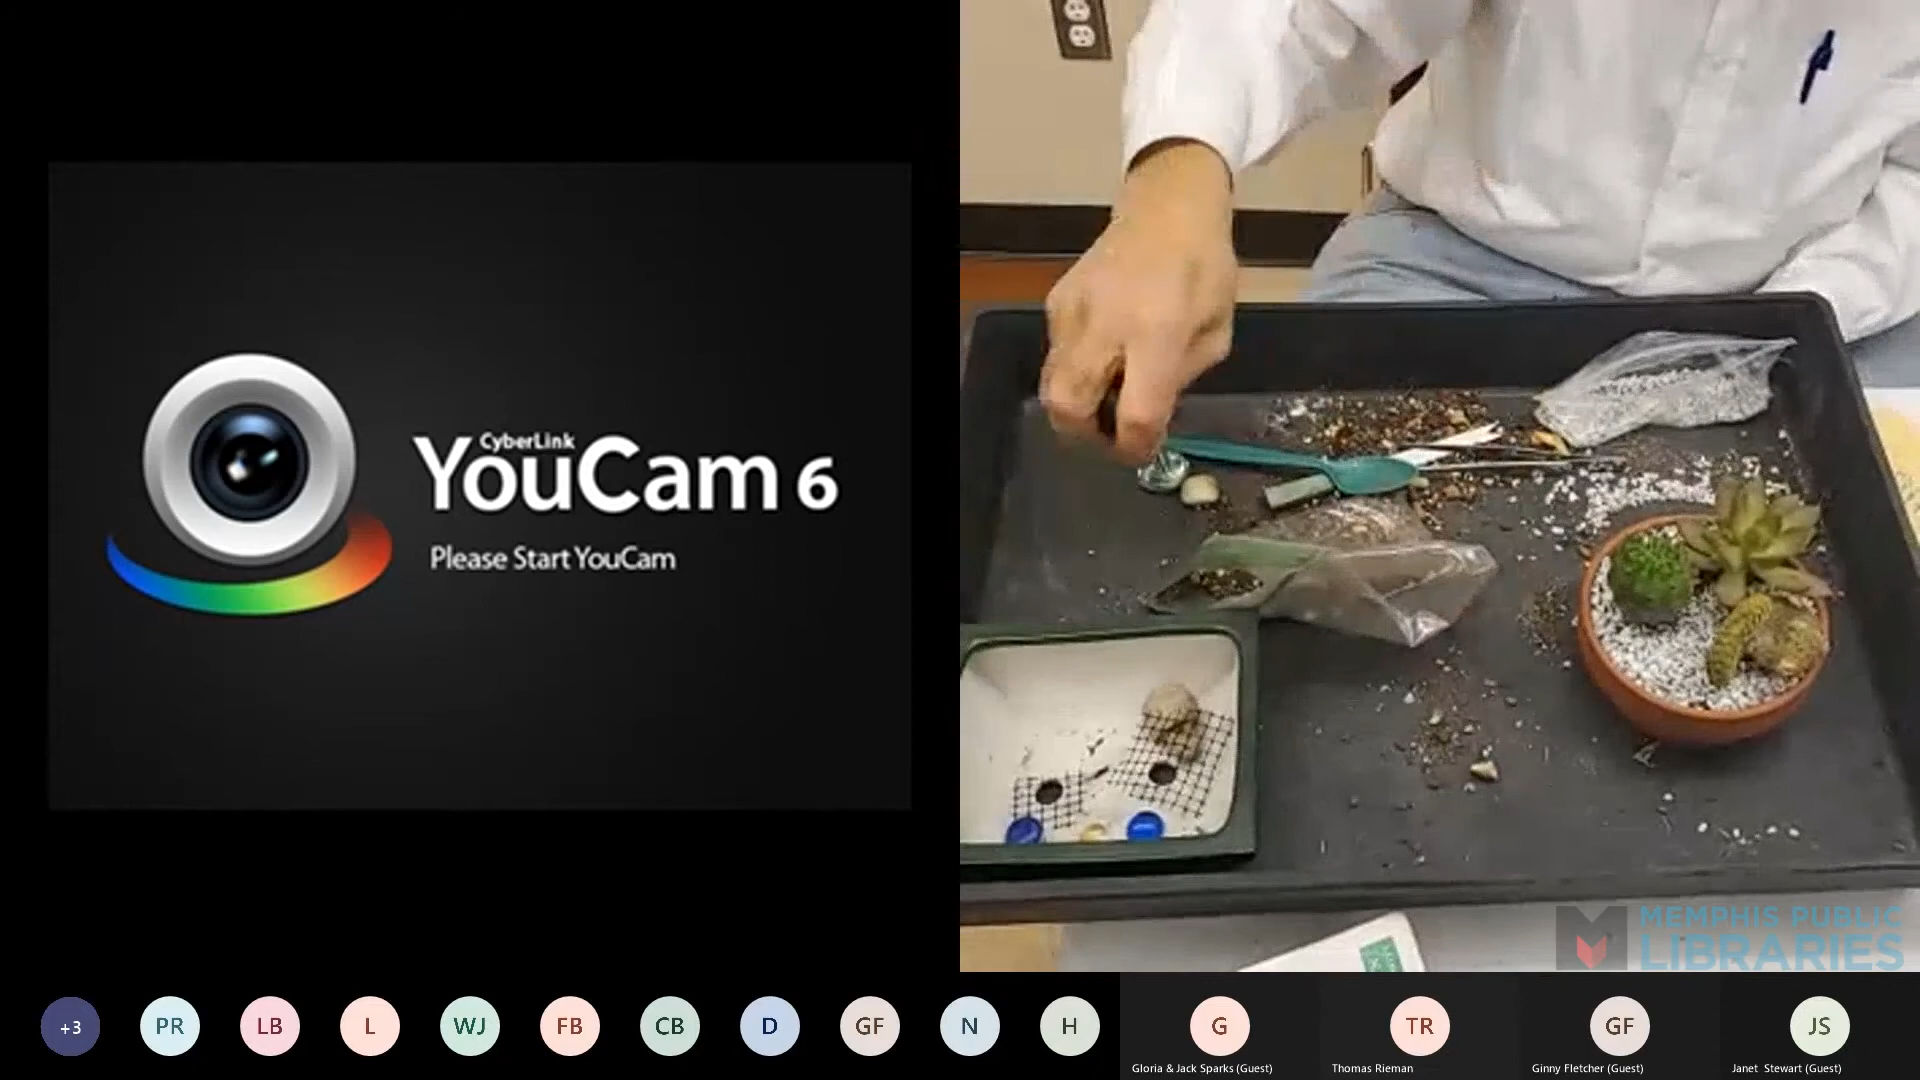 CyberLink
YouCam 6
Please Start YouCam
MEMPHIS PUBLIC
LIBRARIES
+3
PR
LB
L
WJ
FB
CB
D
GF
N
H
G
TR
GF
JS
Gloria & Jack Sparks (Guest)
Thomas Rieman
Ginny Fletcher (Guest)
Janet Stewart (Guest)